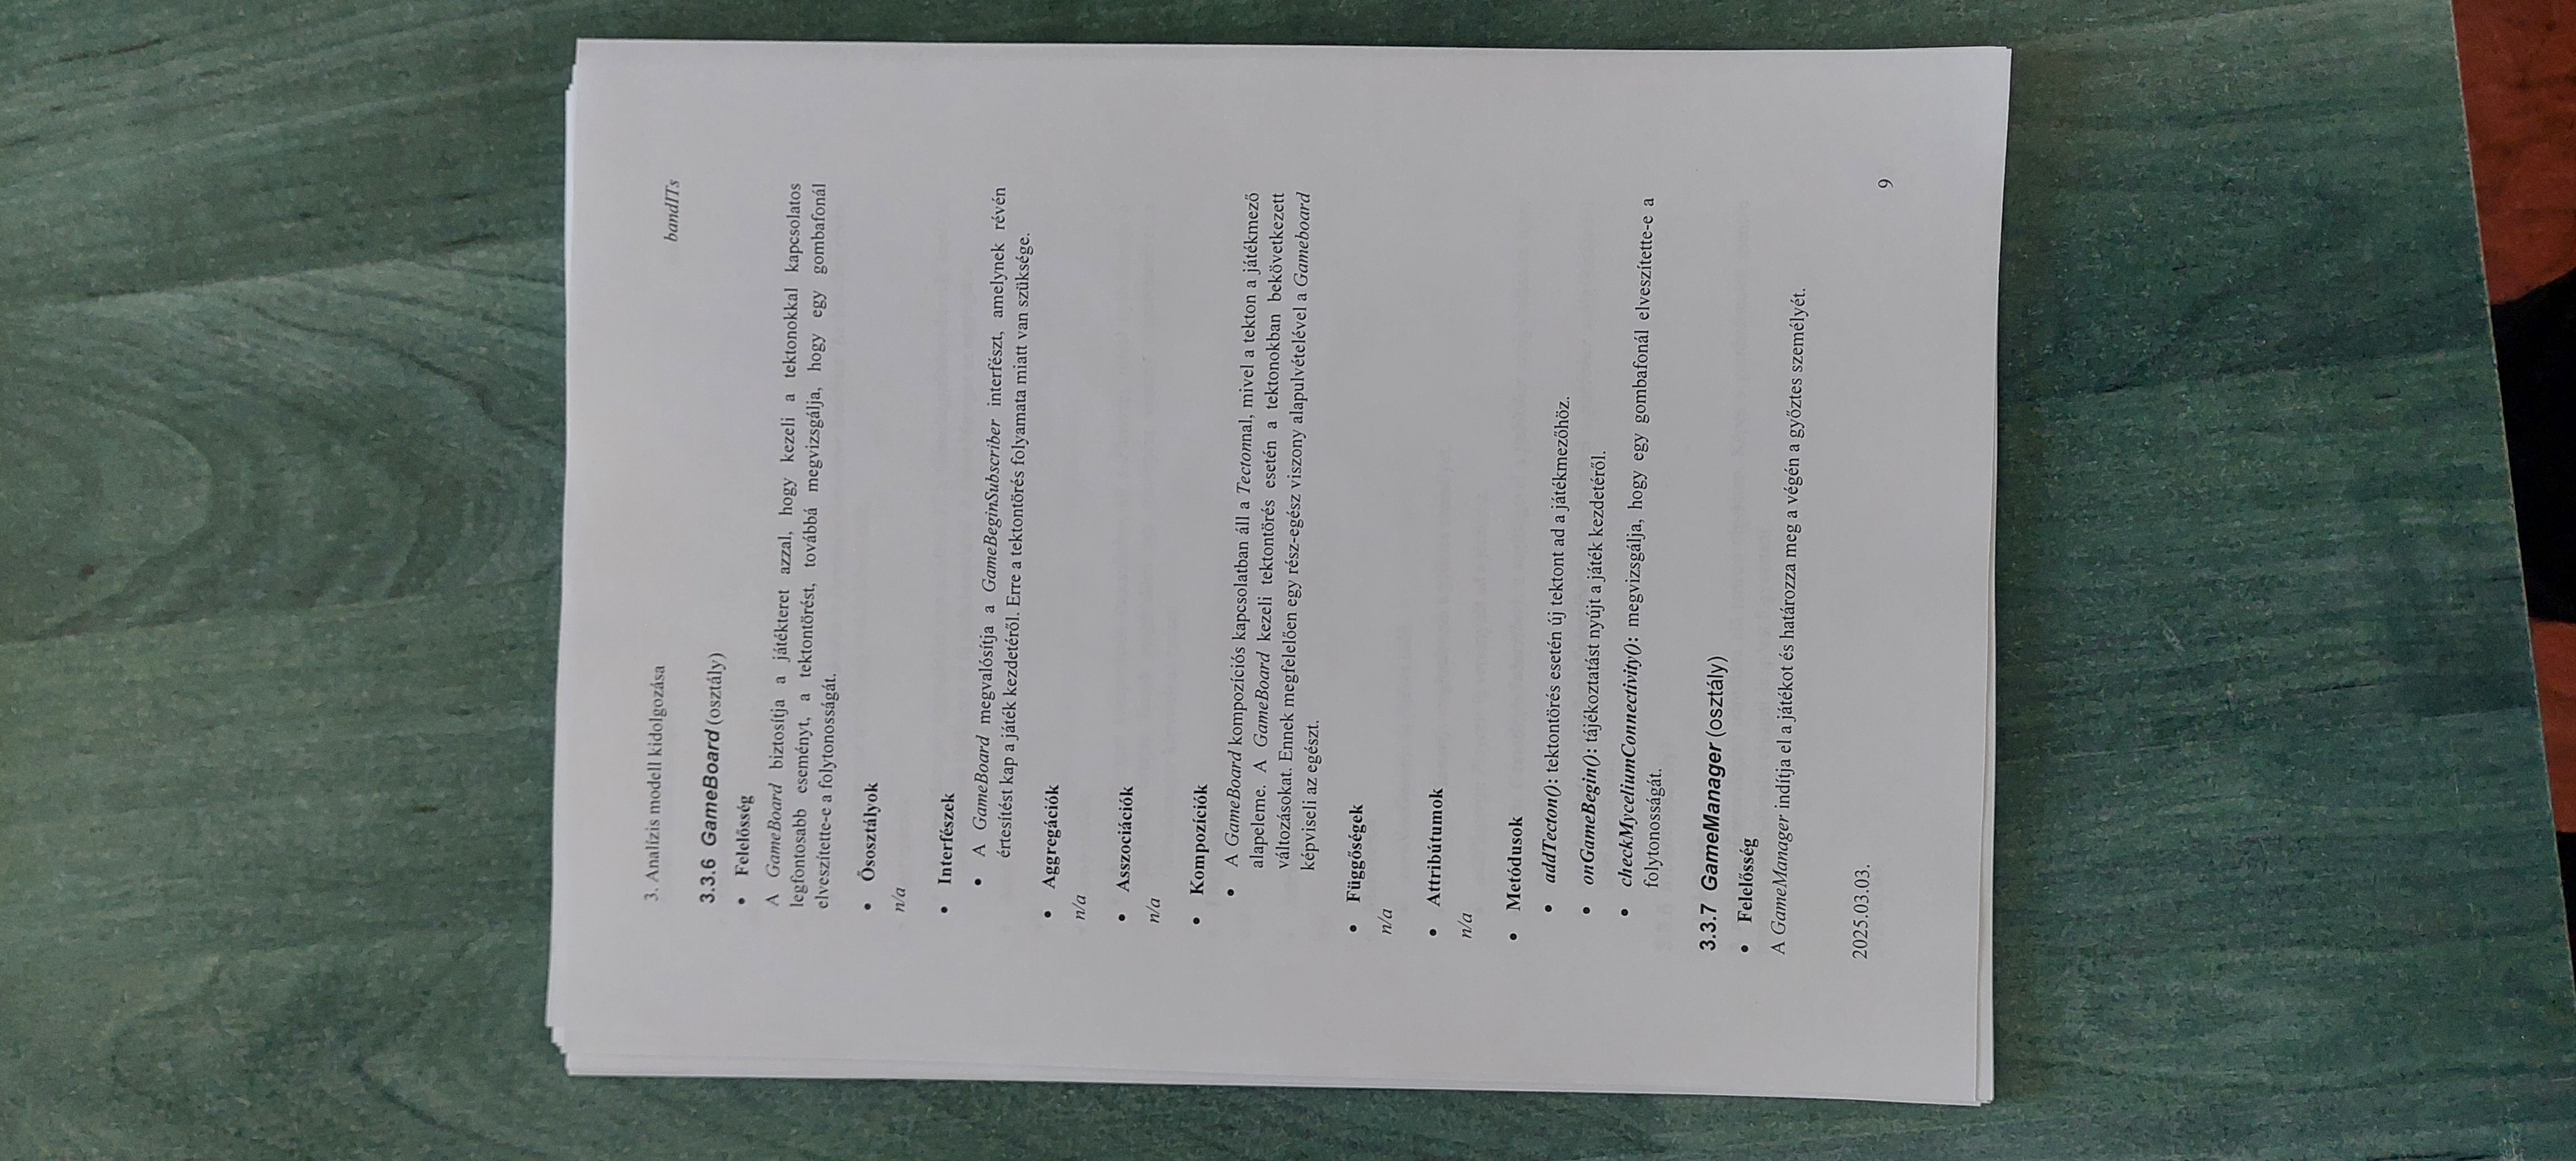 3. Analízis modell kidolgozása
bandITs
3.3.6 GameBoard (osztály)
• Felelősség
A GameBoard biztosítja a játékteret azzal, hogy kezeli a tektonokkal kapcsolatos
legfontosabb eseményt, a tektontörést, továbbá megvizsgálja, hogy egy gombafonál
elveszítette-e a folytonosságát.
• Ősosztályok
n/a
• Interfészek
• A GameBoard megvalósítja a GameBeginSubscriber interfészt, amelynek révén
értesítést kap a játék kezdetéről. Erre a tektontörés folyamata miatt van szüksége.
• Aggregációk
n/a
• Asszociációk
n/a
• Kompozíciók
• A GameBoard kompozíciós kapcsolatban áll a Tectonnal, mivel a tekton a játékmező
alapeleme. A GameBoard kezeli tektontörés esetén a tektonokban bekövetkezett
változásokat. Ennek megfelelően egy rész-egész viszony alapulvételével a Gameboard
képviseli az egészt.
• Függőségek
n/a
• Attribútumok
n/a
• Metódusok
• addTecton(): tektontörés esetén új tektont ad a játékmezőhöz.
• onGameBegin(): tájékoztatást nyújt a játék kezdetéről.
• checkMyceliumConnectivity(): megvizsgálja, hogy egy gombafonál elveszítette-e a
folytonosságát.
3.3.7 GameManager (osztály)
• Felelősség
A GameManager indítja el a játékot és határozza meg a végén a győztes személyét.
2025.03.03.
9